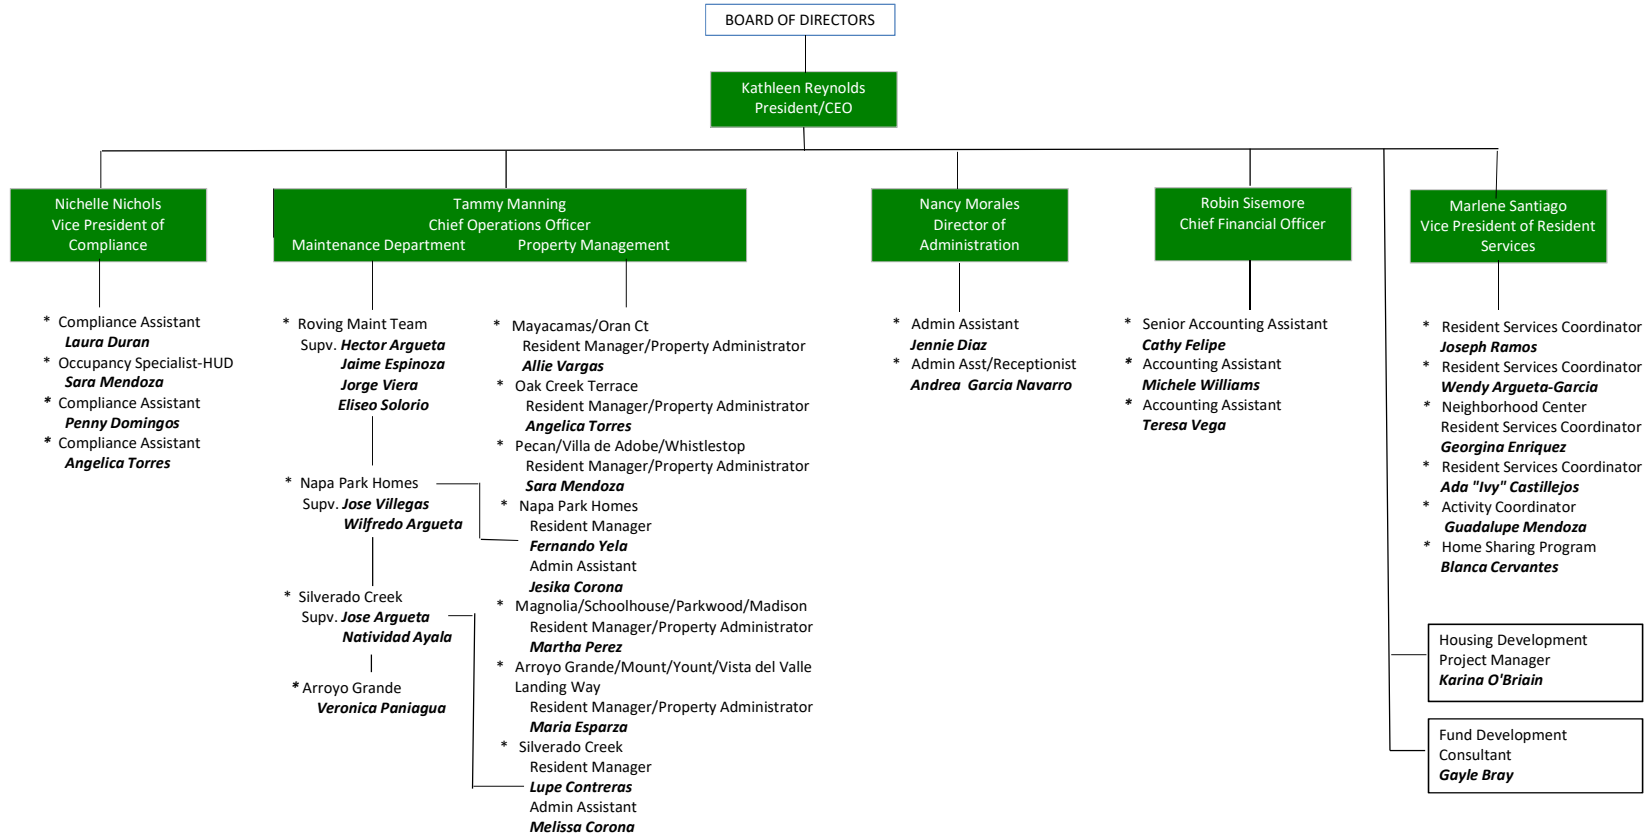 BOARD OF DIRECTORS
Kathleen Reynolds
President/CEO
Nichelle Nichols
Vice President of
Compliance
Tammy Manning
Chief Operations Officer
Maintenance Department Property Management
Nancy Morales
Director of
Administration
Robin Sisemore
Chief Financial Officer
Marlene Santiago
Vice President of Resident
Services
* Compliance Assistant
Laura Duran
* Occupancy Specialist-HUD
Sara Mendoza
* Compliance Assistant
Penny Domingos
* Compliance Assistant
Angelica Torres
* Roving Maint Team
Supv. Hector Argueta
Jaime Espinoza
Jorge Viera
Eliseo Solorio
* Napa Park Homes
Supv. Jose Villegas
Wilfredo Argueta
* Silverado Creek
Supv. Jose Argueta
Natividad Ayala
* Arroyo Grande
Veronica Paniagua
* Mayacamas/Oran Ct
Resident Manager/Property Administrator
Allie Vargas
* Oak Creek Terrace
Resident Manager/Property Administrator
Angelica Torres
* Pecan/Villa de Adobe/Whistlestop
Resident Manager/Property Administrator
Sara Mendoza
* Napa Park Homes
Resident Manager
Fernando Yela
Admin Assistant
Jesika Corona
* Magnolia/Schoolhouse/Parkwood/Madison
Resident Manager/Property Administrator
Martha Perez
* Arroyo Grande/Mount/Yount/Vista del Valle
Landing Way
Resident Manager/Property Administrator
Maria Esparza
* Silverado Creek
Resident Manager
Lupe Contreras
Admin Assistant
Melissa Corona
* Admin Assistant
Jennie Diaz
* Admin Asst/Receptionist
Andrea Garcia Navarro
* Senior Accounting Assistant
Cathy Felipe
* Accounting Assistant
Michele Williams
* Accounting Assistant
Teresa Vega
* Resident Services Coordinator
Joseph Ramos
* Resident Services Coordinator
Wendy Argueta-Garcia
* Neighborhood Center
Resident Services Coordinator
Georgina Enriquez
* Resident Services Coordinator
Ada "Ivy" Castillejos
* Activity Coordinator
Guadalupe Mendoza
* Home Sharing Program
Blanca Cervantes
Housing Development
Project Manager
Karina O'Briain
Fund Development
Consultant
Gayle Bray